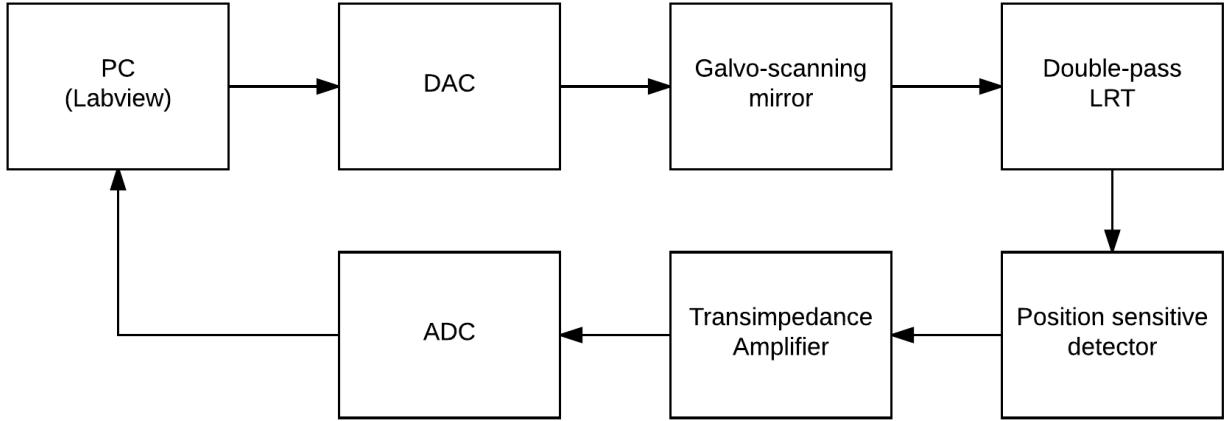 PC
(Labview)
DAC
Galvo-scanning
mirror
Double-pass
LRT
ADC
Transimpedance
Amplifier
Position sensitive
detector